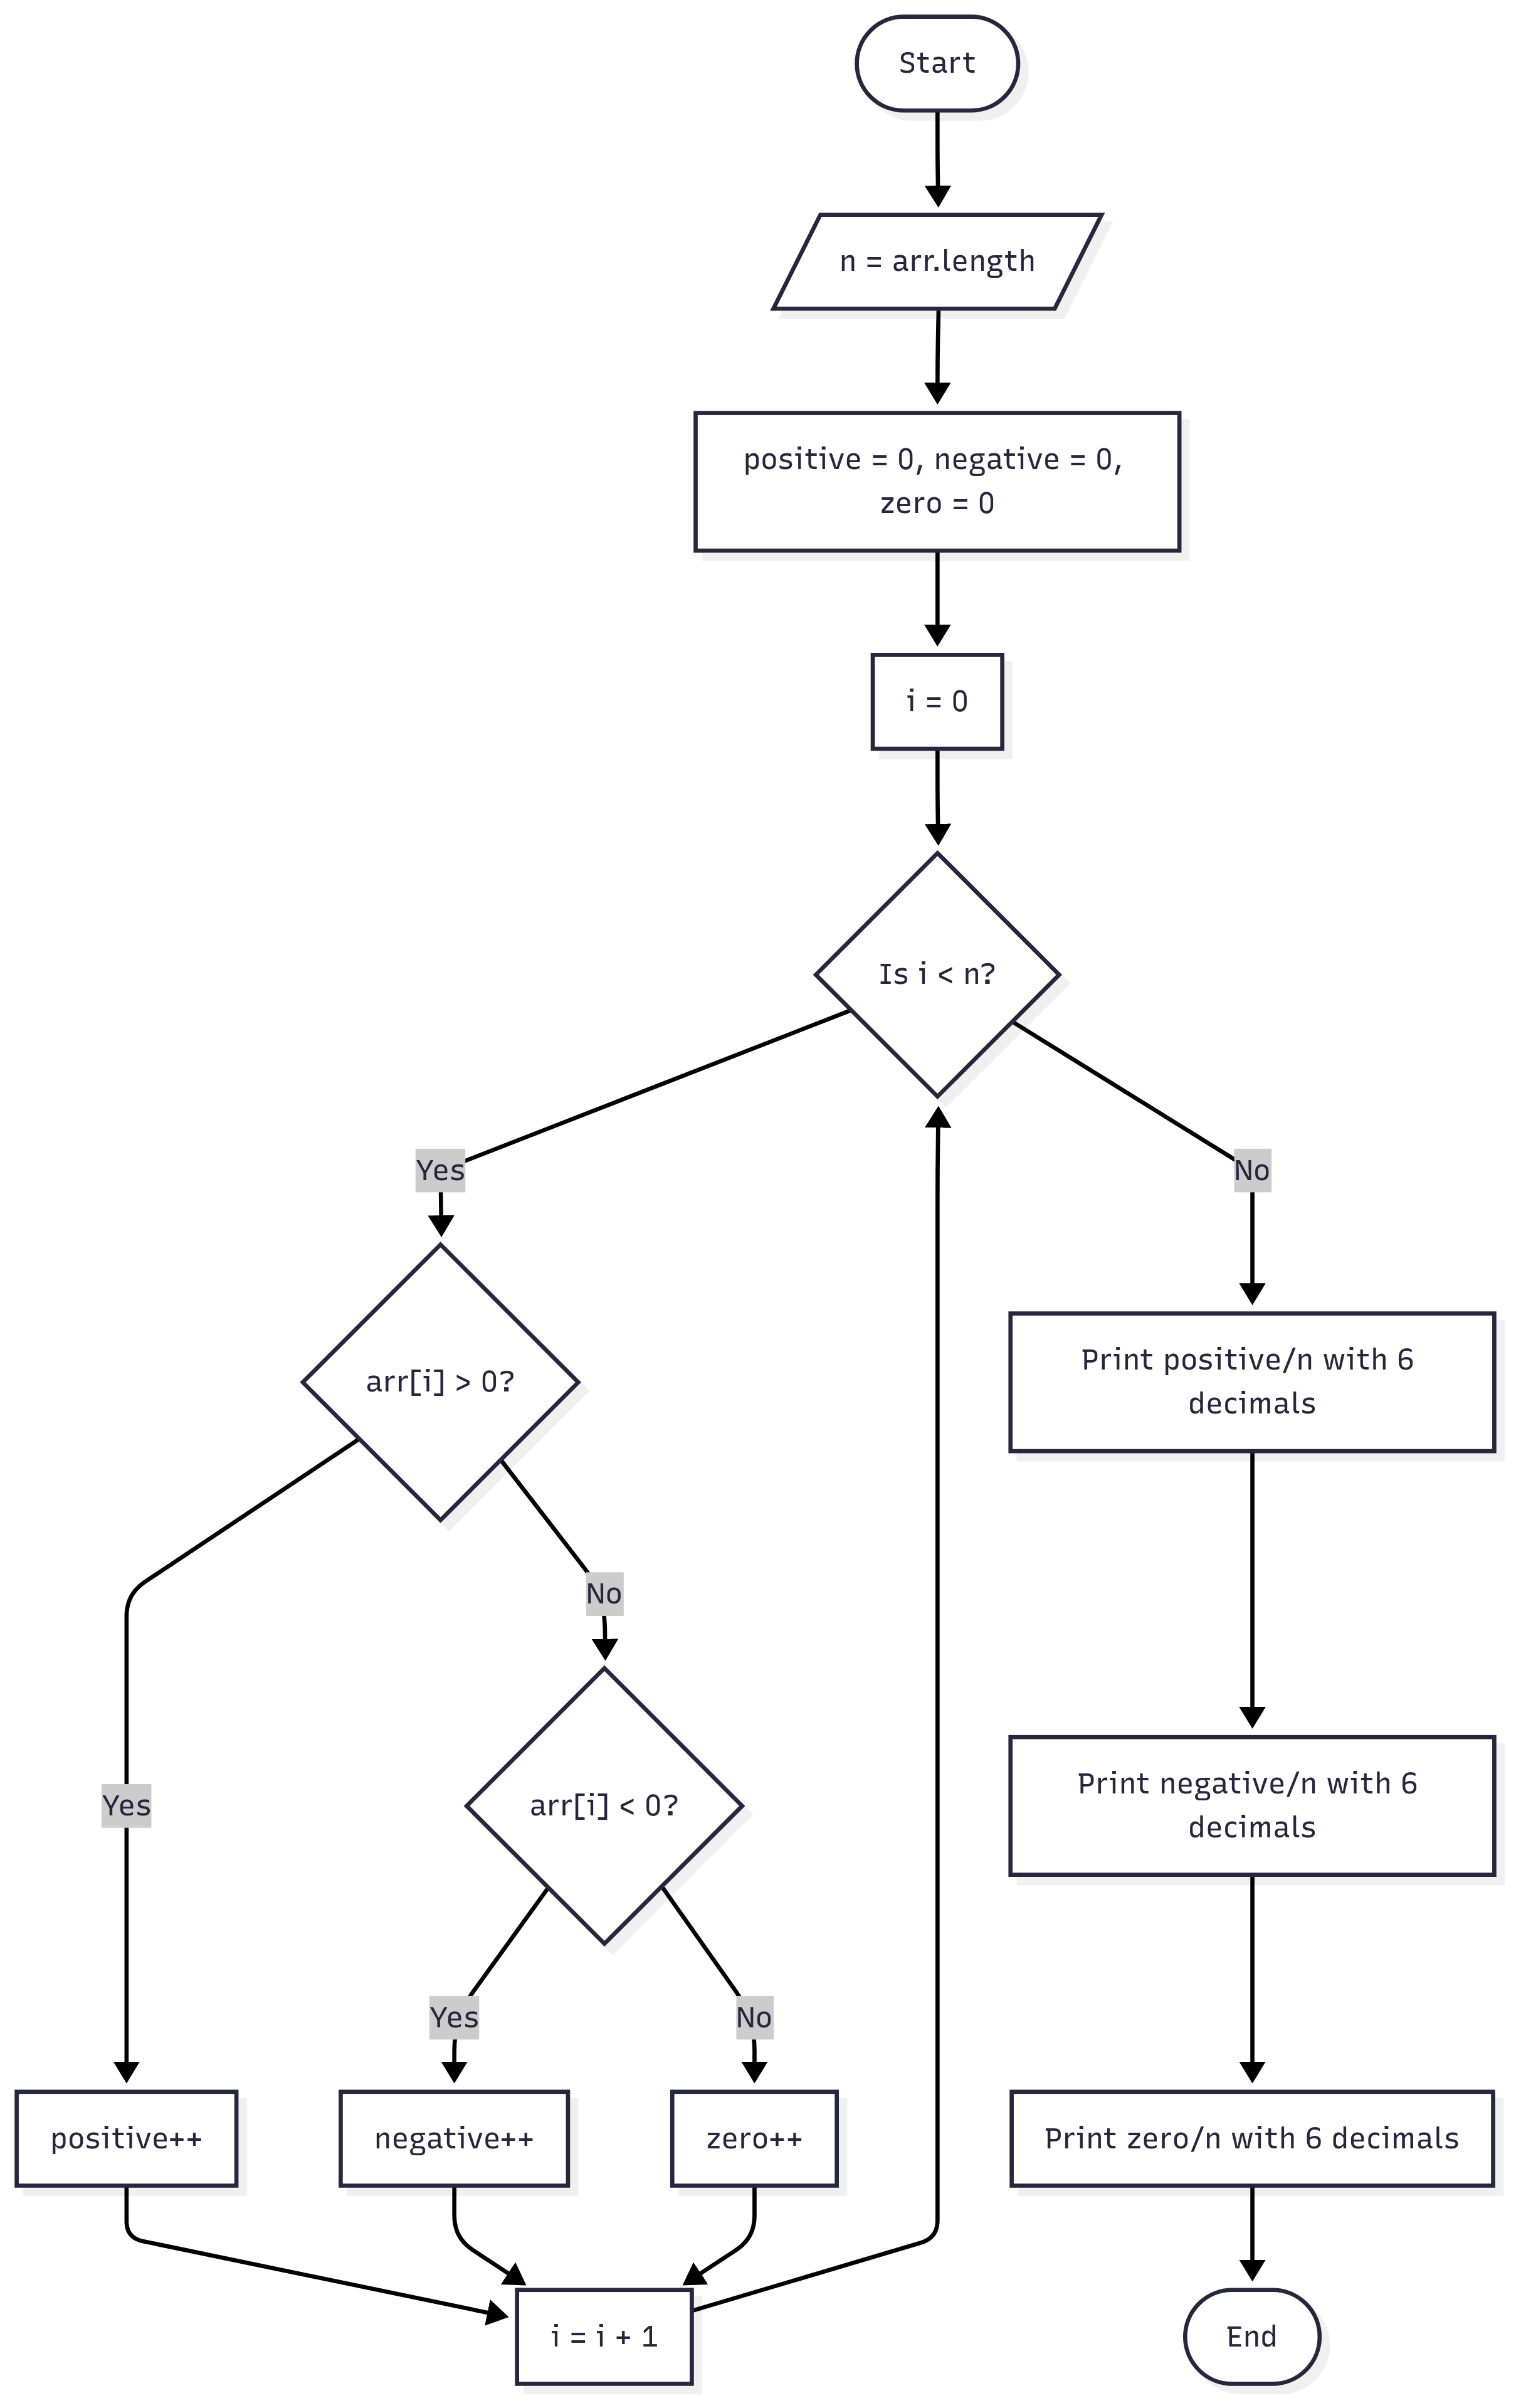 Start
n = arr.length
positive = 0, negative = 0,
zero = 0
i = 0
Is i < n?
Yes
No
arr[i] > 0?
Print positive/n with 6
decimals
No
Yes
arr[i] < 0?
Print negative/n with 6
decimals
Yes
No
positive++
negative++
zero++
Print zero/n with 6 decimals
i = i + 1
End